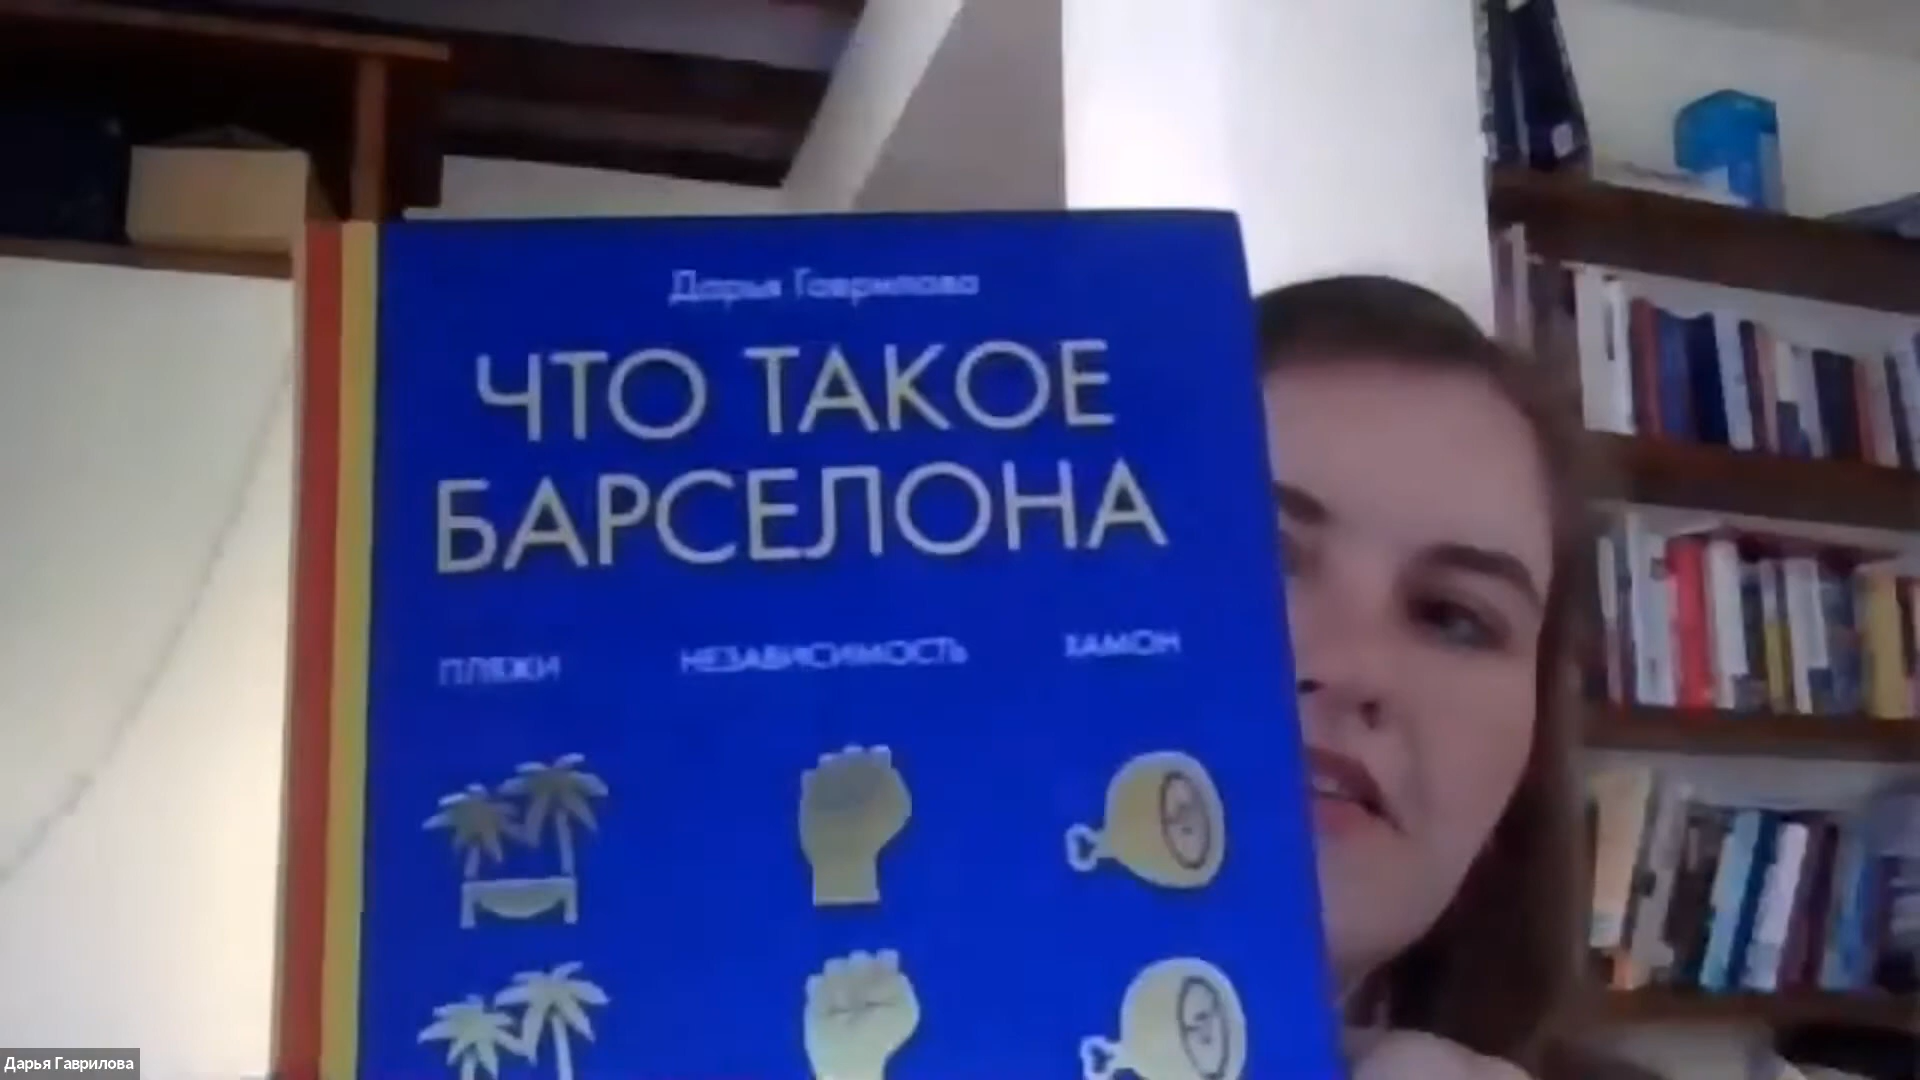 Дарья Гаврилова
ЧТО ТАКОЕ
БАРСЕЛОНА
ПЛЯЖИ НЕЗАВИСИМОСТЬ ХАМОН
Дарья Гаврилова